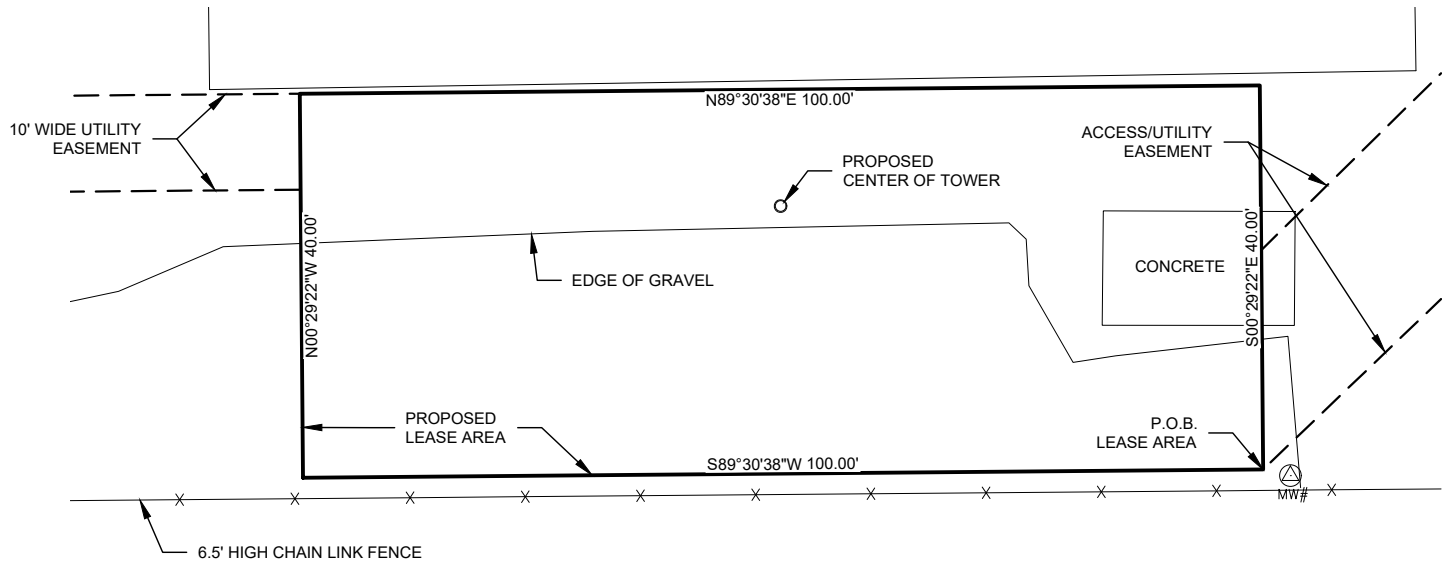 N89°30'38"E 100.00'
10' WIDE UTILITY
EASEMENT
ACCESS/UTILITY
EASEMENT
PROPOSED
CENTER OF TOWER
N00°29'22"W 40.00'
S00°29'22"E 40.00'
CONCRETE
EDGE OF GRAVEL
PROPOSED
LEASE AREA
P.O.B.
LEASE AREA
S89°30'38"W 100.00'
MW#
6.5' HIGH CHAIN LINK FENCE